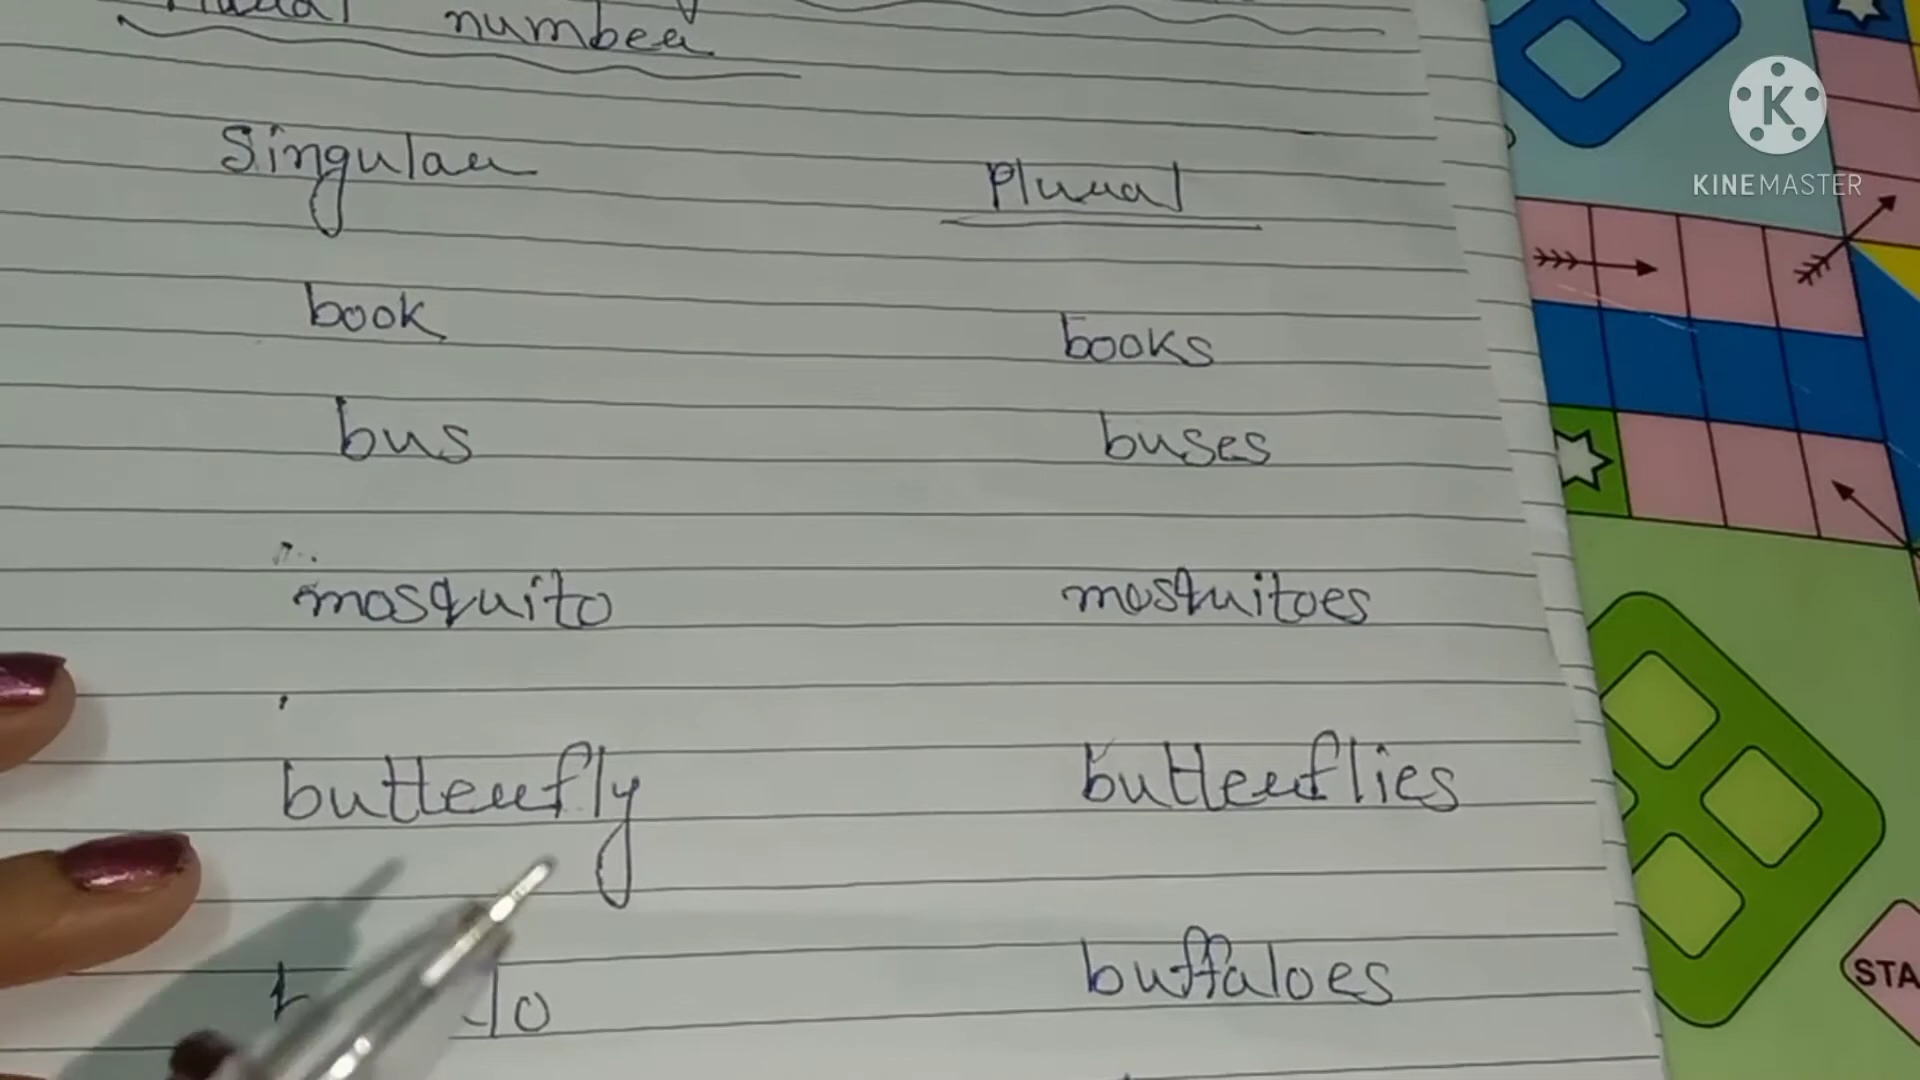 number
Singular
Plural
book
books
bus
buses
mosquito
mosquitoes
butterfly
butterflies
buffaloes
KINEMASTER
STA